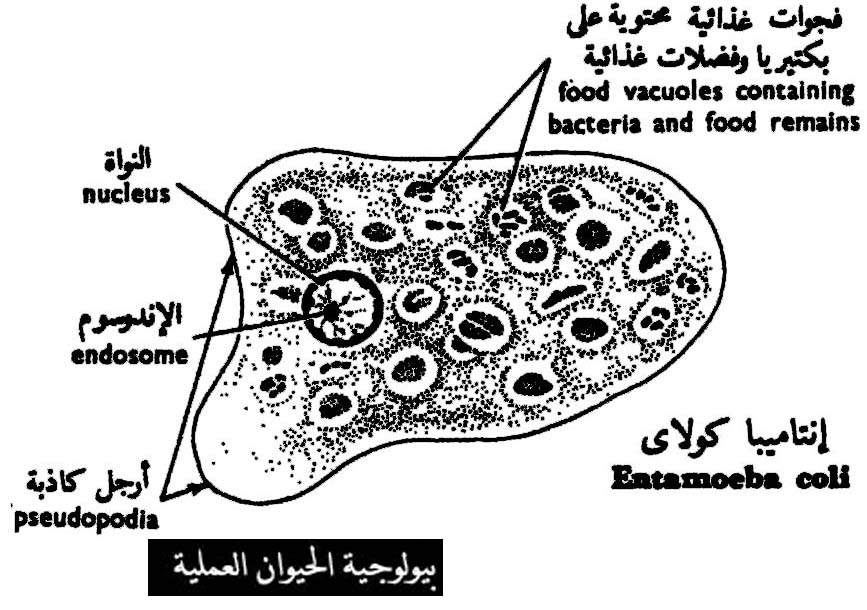 فجوات غذائية محتوية على
بكتيريا وفضلات غذائية
food vacuoles containing
bacteria and food remains
النواة
nucleus
الإندوسوم
endosome
إنتاميبا كولاى
Entamoeba coli
أرجل كاذبة
pseudopodia
بيولوجية الحيوان العملية